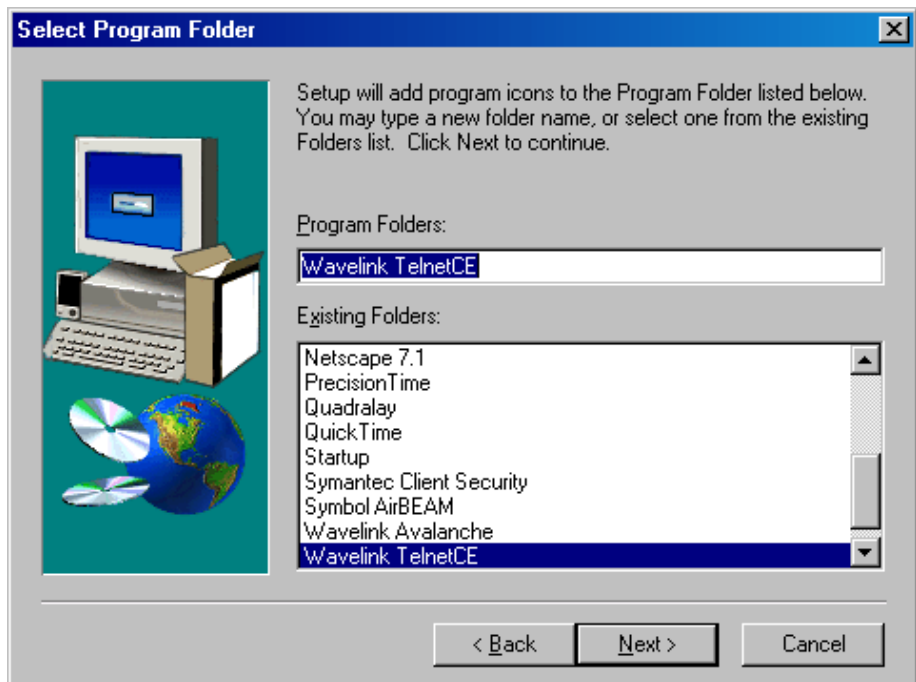 Select Program Folder
Setup will add program icons to the Program Folder listed below.
You may type a new folder name, or select one from the existing
Folders list.  Click Next to continue.
Program Folders:
Wavelink TelnetCE
Existing Folders:
Netscape 7.1
PrecisionTime
Quadralay
QuickTime
Startup
Symantec Client Security
Symbol AirBEAM
Wavelink Avalanche
Wavelink TelnetCE
< Back
Next >
Cancel